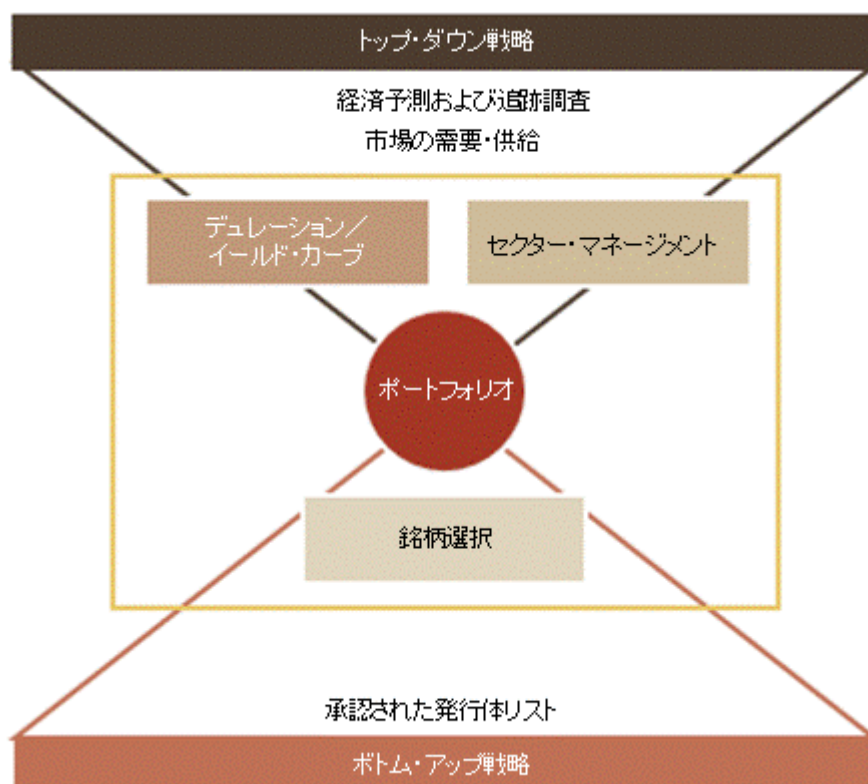 トップ・ダウン戦略
経済予測および追跡調査
市場の需要・供給
デュレーション／
イールド・カーブ
セクター・マネージメント
ポートフォリオ
銘柄選択
承認された発行体リスト
ボトム・アップ戦略